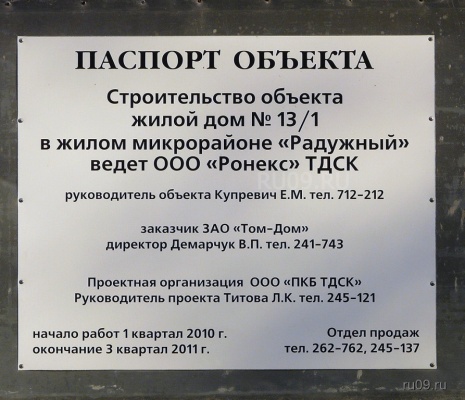 ПАСПОРТ ОБЪЕКТА
Строительство объекта
жилой дом № 13/1
в жилом микрорайоне «Радужный»
ведет ООО «Ронекс» ТДСК
RU09.RU
руководитель объекта Купревич Е.М. тел. 712-212
заказчик ЗАО «Том-Дом»
директор Демарчук В.П. тел. 241-743
Проектная организация ООО «ПКБ ТДСК»
Руководитель проекта Титова Л.К. тел. 245-121
начало работ 1 квартал 2010 г.
окончание 3 квартал 2011 г.
Отдел продаж
тел. 262-762, 245-137
ru09.ru